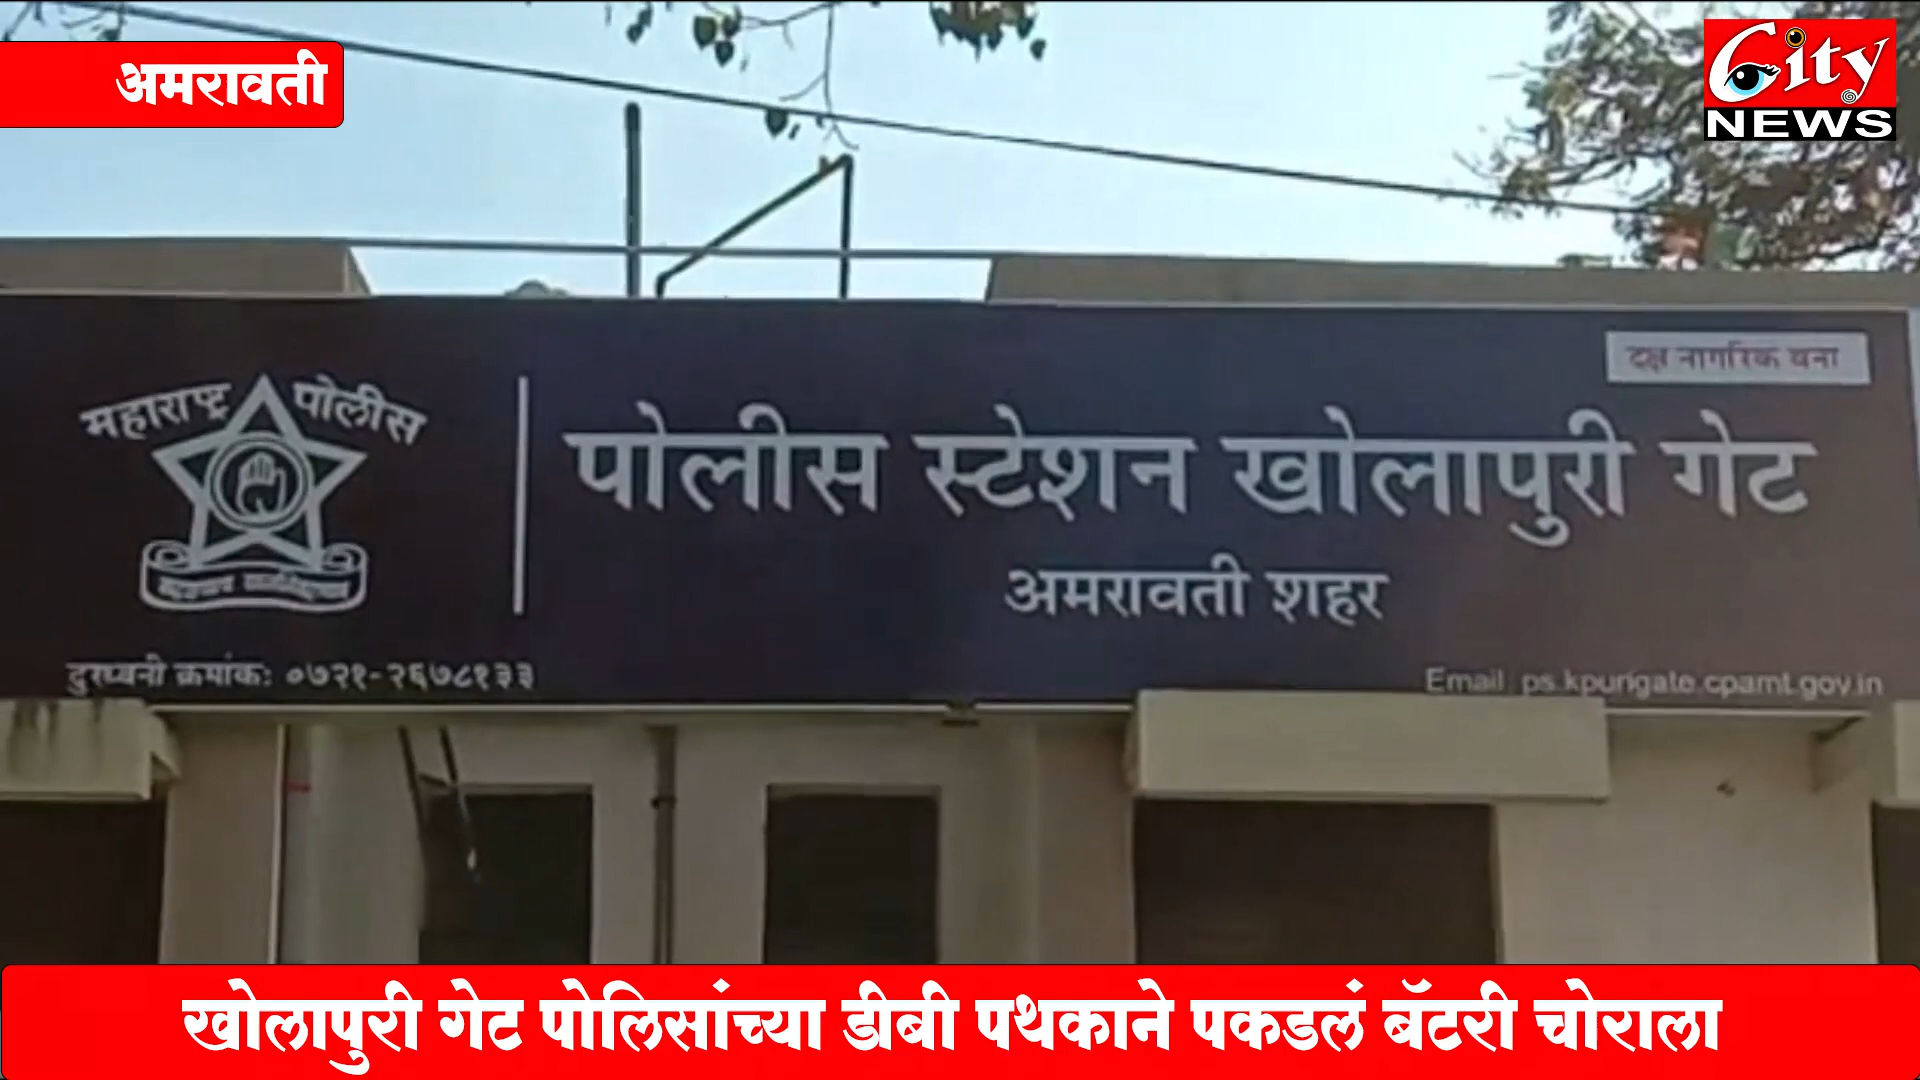 अमरावती
City
NEWS
दक्ष नागरिक बना
महाराष्ट्र पोलीस
पोलीस स्टेशन खोलापुरी गेट
अमरावती शहर
दुरध्वनी क्रमांक: ०७२१-२६७८१३३
Email: ps.kpurigate.cpamt.gov.in
खोलापुरी गेट पोलिसांच्या डीबी पथकाने पकडलं बॅटरी चोराला